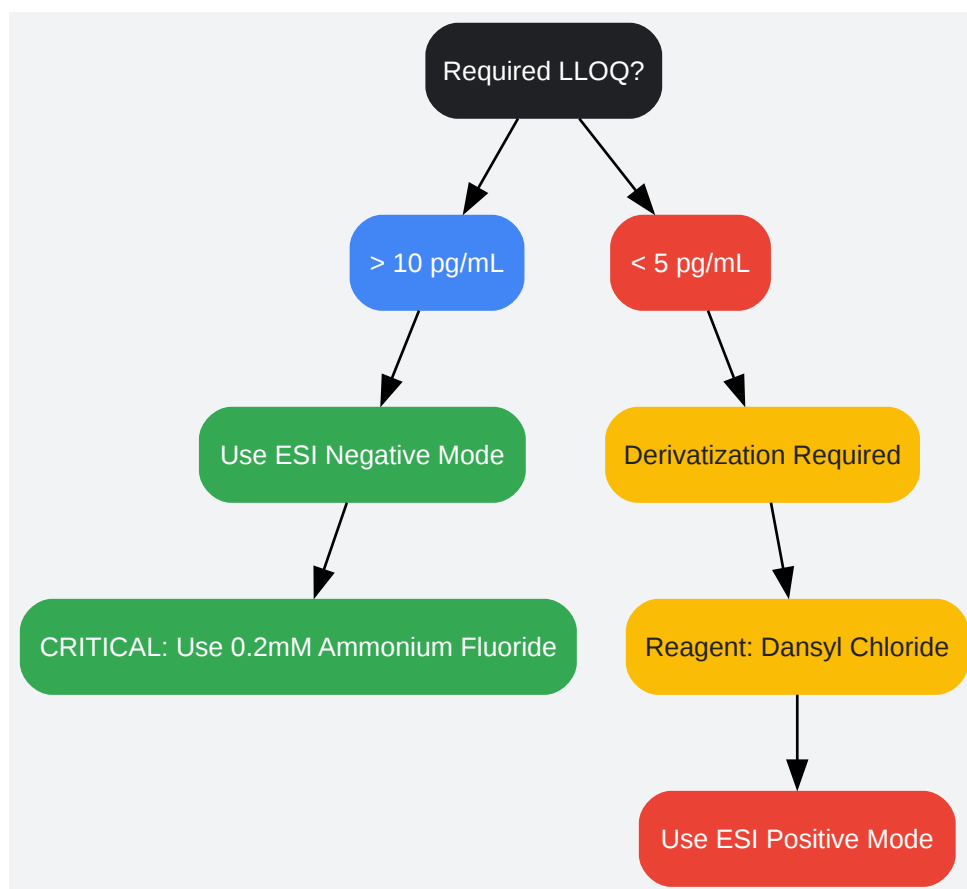 Required LLOQ?
> 10 pg/mL
< 5 pg/mL
Use ESI Negative Mode
Derivatization Required
CRITICAL: Use 0.2mM Ammonium Fluoride
Reagent: Dansyl Chloride
Use ESI Positive Mode